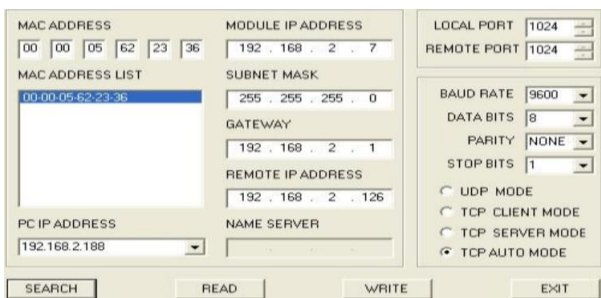 MAC ADDRESS
00 00 05 62 23 36
MAC ADDRESS LIST
00-00-05-62-23-36
PC IP ADDRESS
192.168.2.188
MODULE IP ADDRESS
192 . 168 . 2 . 7
SUBNET MASK
255 . 255 . 255 . 0
GATEWAY
192 . 168 . 2 . 1
REMOTE IP ADDRESS
192 . 168 . 2 . 126
NAME SERVER
LOCAL PORT 1024
REMOTE PORT 1024
BAUD RATE 9600
DATA BITS 8
PARITY NONE
STOP BITS 1
UDP MODE
TCP CLIENT MODE
TCP SERVER MODE
TCP AUTO MODE
SEARCH READ WRITE EXIT